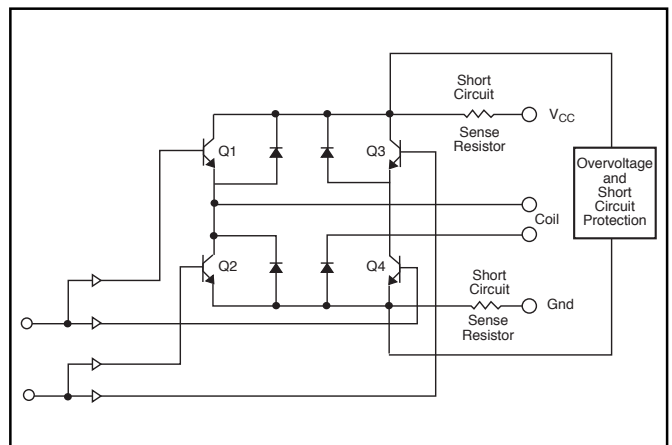 Short
Circuit
V_CC
Sense
Resistor
Q1
Q3
Overvoltage
and
Short
Circuit
Protection
Coil
Q2
Q4
Short
Circuit
Gnd
Sense
Resistor